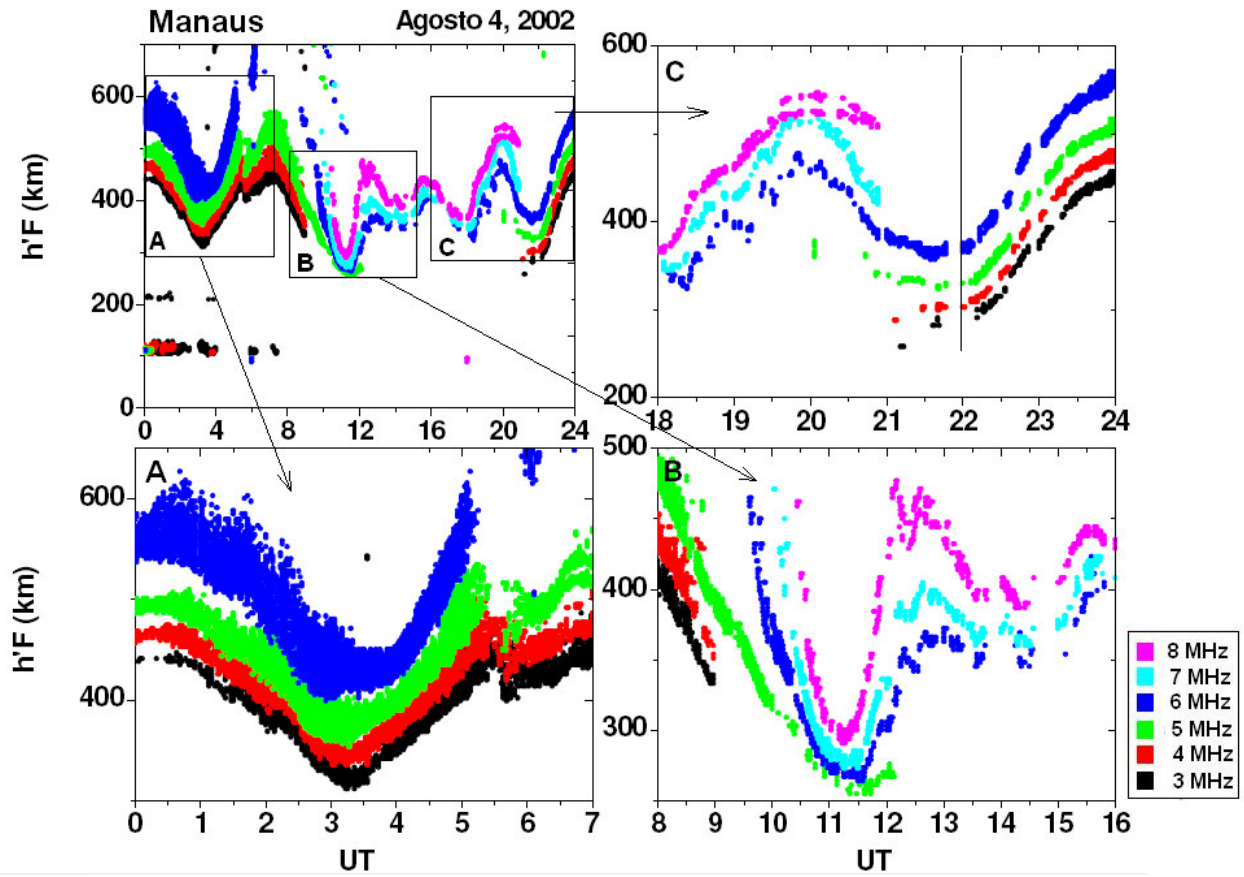 Manaus Agosto 4, 2002
h'F (km)
600
400
200
0
A
B
C
0 4 8 12 16 20 24
C
600
400
200
18 19 20 21 22 23 24
h'F (km)
A
600
400
0 1 2 3 4 5 6 7
UT
B
500
400
300
8 9 10 11 12 13 14 15 16
UT
8 MHz
7 MHz
6 MHz
5 MHz
4 MHz
3 MHz